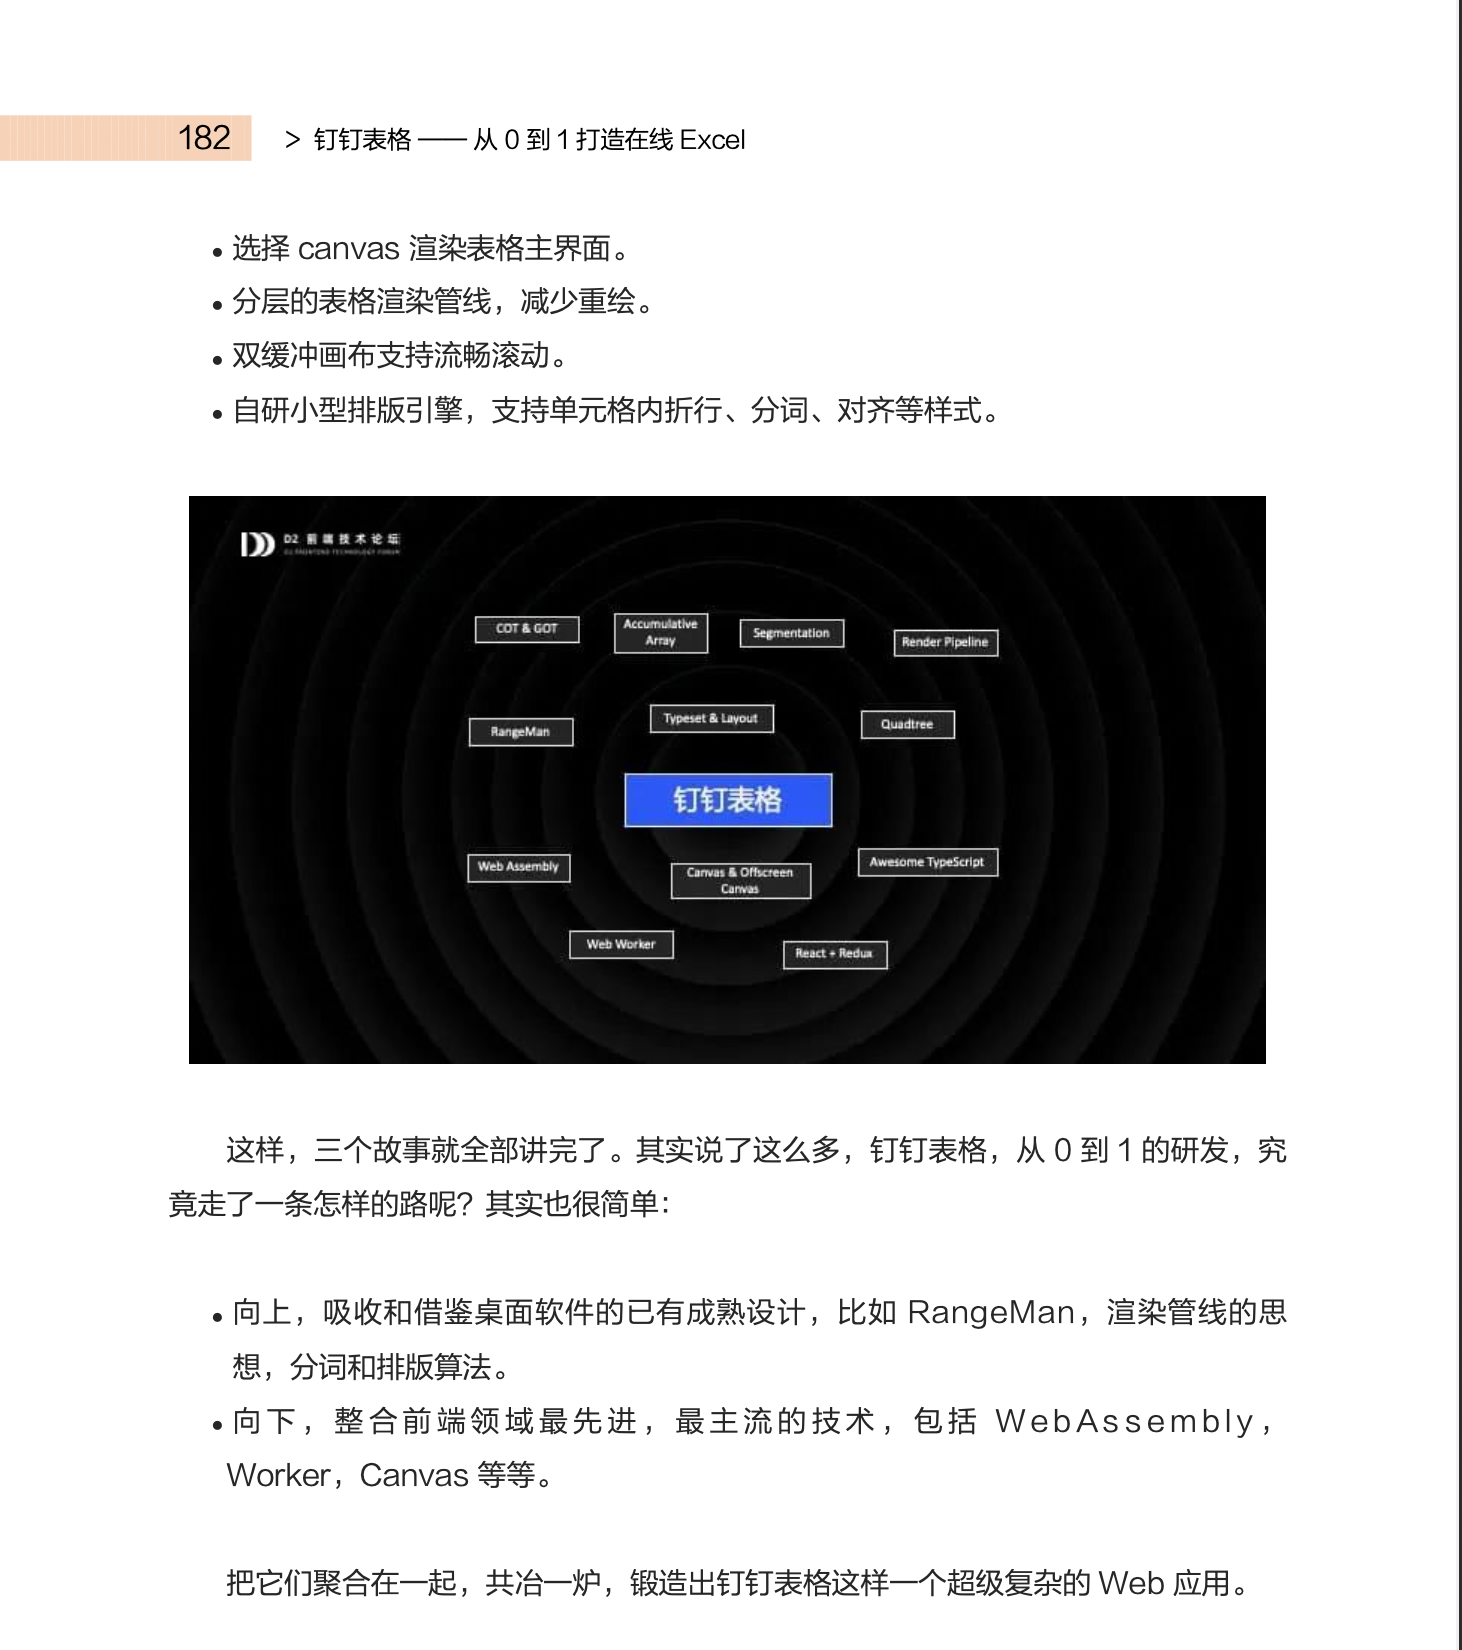 182
> 钉钉表格 —— 从 0 到 1 打造在线 Excel
● 选择 canvas 渲染表格主界面。
● 分层的表格渲染管线，减少重绘。
● 双缓冲画布支持流畅滚动。
● 自研小型排版引擎，支持单元格内折行、分词、对齐等样式。
D2 前端技术论坛
D2 FRONTEND TECHNOLOGY FORUM
COT & GOT
Accumulative
Array
Segmentation
Render Pipeline
RangeMan
Typeset & Layout
Quadtree
钉钉表格
Web Assembly
Canvas & Offscreen
Canvas
Awesome TypeScript
Web Worker
React + Redux
这样，三个故事就全部讲完了。其实说了这么多，钉钉表格，从 0 到 1 的研发，究
竟走了一条怎样的路呢？其实也很简单：
● 向上，吸收和借鉴桌面软件的已有成熟设计，比如 RangeMan，渲染管线的思
想，分词和排版算法。
● 向下，整合前端领域最先进，最主流的技术，包括 WebAssembly，
Worker，Canvas 等等。
把它们聚合在一起，共冶一炉，锻造出钉钉表格这样一个超级复杂的 Web 应用。